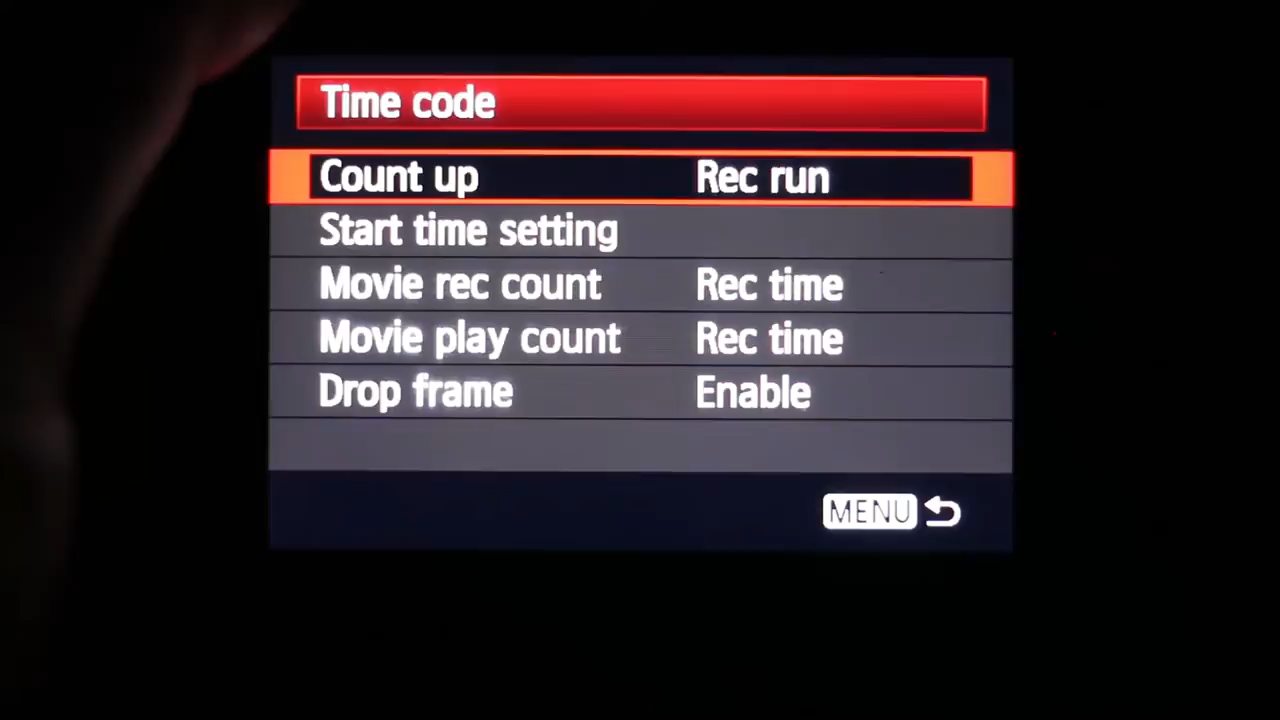 Time code
Count up Rec run
Start time setting
Movie rec count Rec time
Movie play count Rec time
Drop frame Enable
MENU